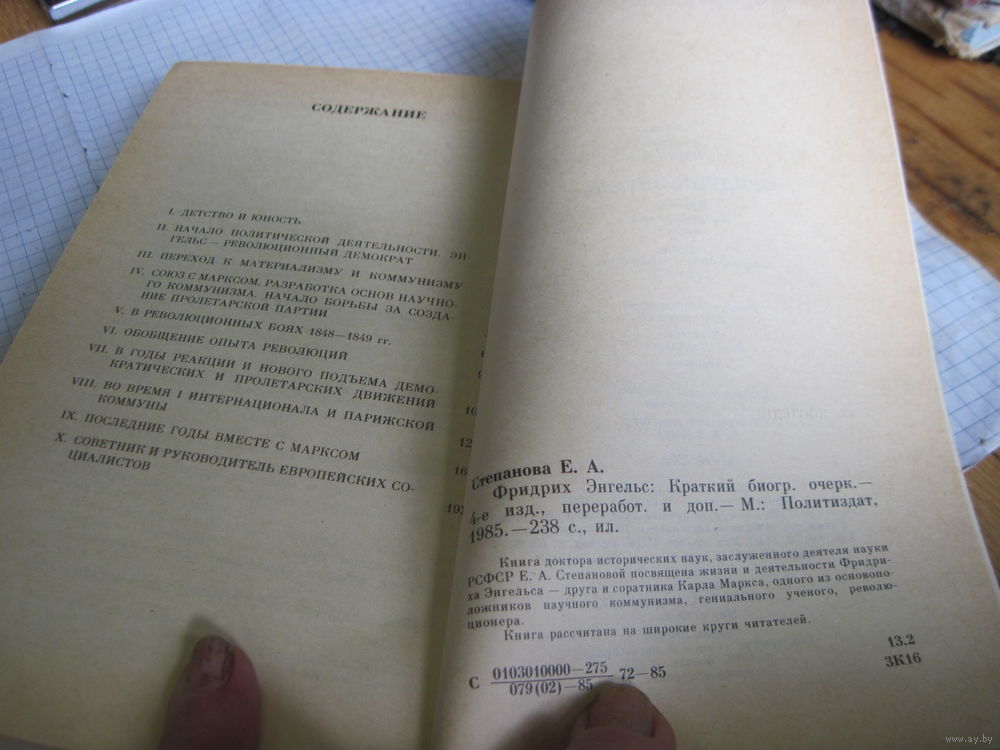 СОДЕРЖАНИЕ
I. ДЕТСТВО И ЮНОСТЬ
II. НАЧАЛО ПОЛИТИЧЕСКОЙ ДЕЯТЕЛЬНОСТИ. ЭН-
ГЕЛЬС — РЕВОЛЮЦИОННЫЙ ДЕМОКРАТ
III. ПЕРЕХОД К МАТЕРИАЛИЗМУ И КОММУНИЗМУ
IV. СОЮЗ С МАРКСОМ. РАЗРАБОТКА ОСНОВ НАУЧНО-
ГО КОММУНИЗМА. НАЧАЛО БОРЬБЫ ЗА СОЗДА-
НИЕ ПРОЛЕТАРСКОЙ ПАРТИИ
V. В РЕВОЛЮЦИОННЫХ БОЯХ 1848—1849 гг.
VI. ОБОБЩЕНИЕ ОПЫТА РЕВОЛЮЦИЙ
VII. В ГОДЫ РЕАКЦИИ И НОВОГО ПОДЪЕМА ДЕМО-
КРАТИЧЕСКИХ И ПРОЛЕТАРСКИХ ДВИЖЕНИЙ
VIII. ВО ВРЕМЯ I ИНТЕРНАЦИОНАЛА И ПАРИЖСКОЙ
КОММУНЫ
IX. ПОСЛЕДНИЕ ГОДЫ ВМЕСТЕ С МАРКСОМ
X. СОВЕТНИК И РУКОВОДИТЕЛЬ ЕВРОПЕЙСКИХ СО-
ЦИАЛИСТОВ
Степанова Е. А.
Фридрих Энгельс: Краткий биогр. очерк.—
4-е изд., переработ. и доп.— М.: Политиздат,
1985.—238 с., ил.
Книга доктора исторических наук, заслуженного деятеля науки
РСФСР Е. А. Степановой посвящена жизни и деятельности Фридри-
ха Энгельса — друга и соратника Карла Маркса, одного из основопо-
ложников научного коммунизма, гениального ученого, револю-
ционера.
Книга рассчитана на широкие круги читателей.
С 0103010000—275
079(02)—85 72—85
13.2
3К16
www.ay.by